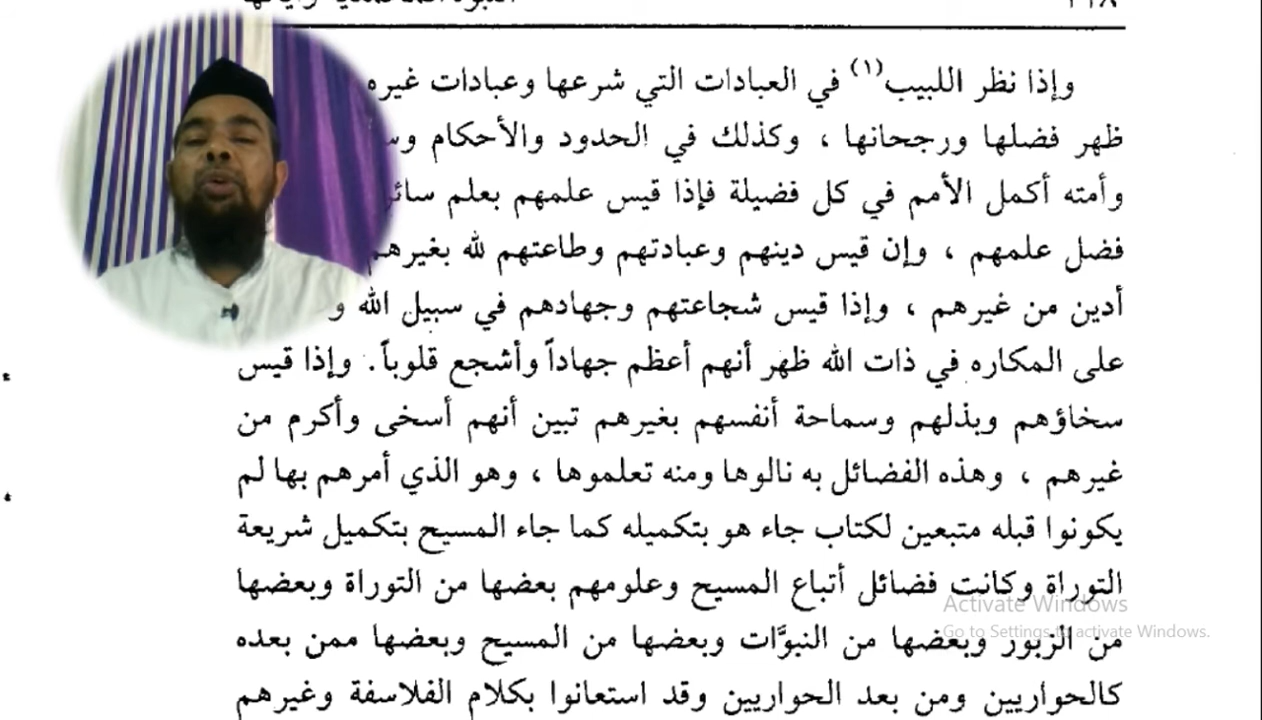 وإذا نظر اللبيب(١) في العبادات التي شرعها وعبادات غيره
ظهر فضلها ورجحانها ، وكذلك في الحدود والأحكام
وأمته أكمل الأمم في كل فضيلة فإذا قيس علمهم بعلم
فضل علمهم ، وإن قيس دينهم وعبادتهم وطاعتهم لله بغيرهم
أدين من غيرهم ، وإذا قيس شجاعتهم وجهادهم في سبيل الله و
على المكاره في ذات الله ظهر أنهم أعظم جهاداً وأشجع قلوباً. وإذا قيس
سخاؤهم وبذلهم وسماحة أنفسهم بغيرهم تبين أنهم أسخى وأكرم من
غيرهم ، وهذه الفضائل به نالوها ومنه تعلموها ، وهو الذي أمرهم بها لم
يكونوا قبله متبعين لكتاب جاء هو بتكميله كما جاء المسيح بتكميل شريعة
التوراة وكانت فضائل أتباع المسيح وعلومهم بعضها من التوراة وبعضها
من الزبور وبعضها من النبوَّات وبعضها من المسيح وبعضها ممن بعده
كالحواريين ومن بعد الحواريين وقد استعانوا بكلام الفلاسفة وغيرهم
Activate Windows
Go to Settings to activate Windows.